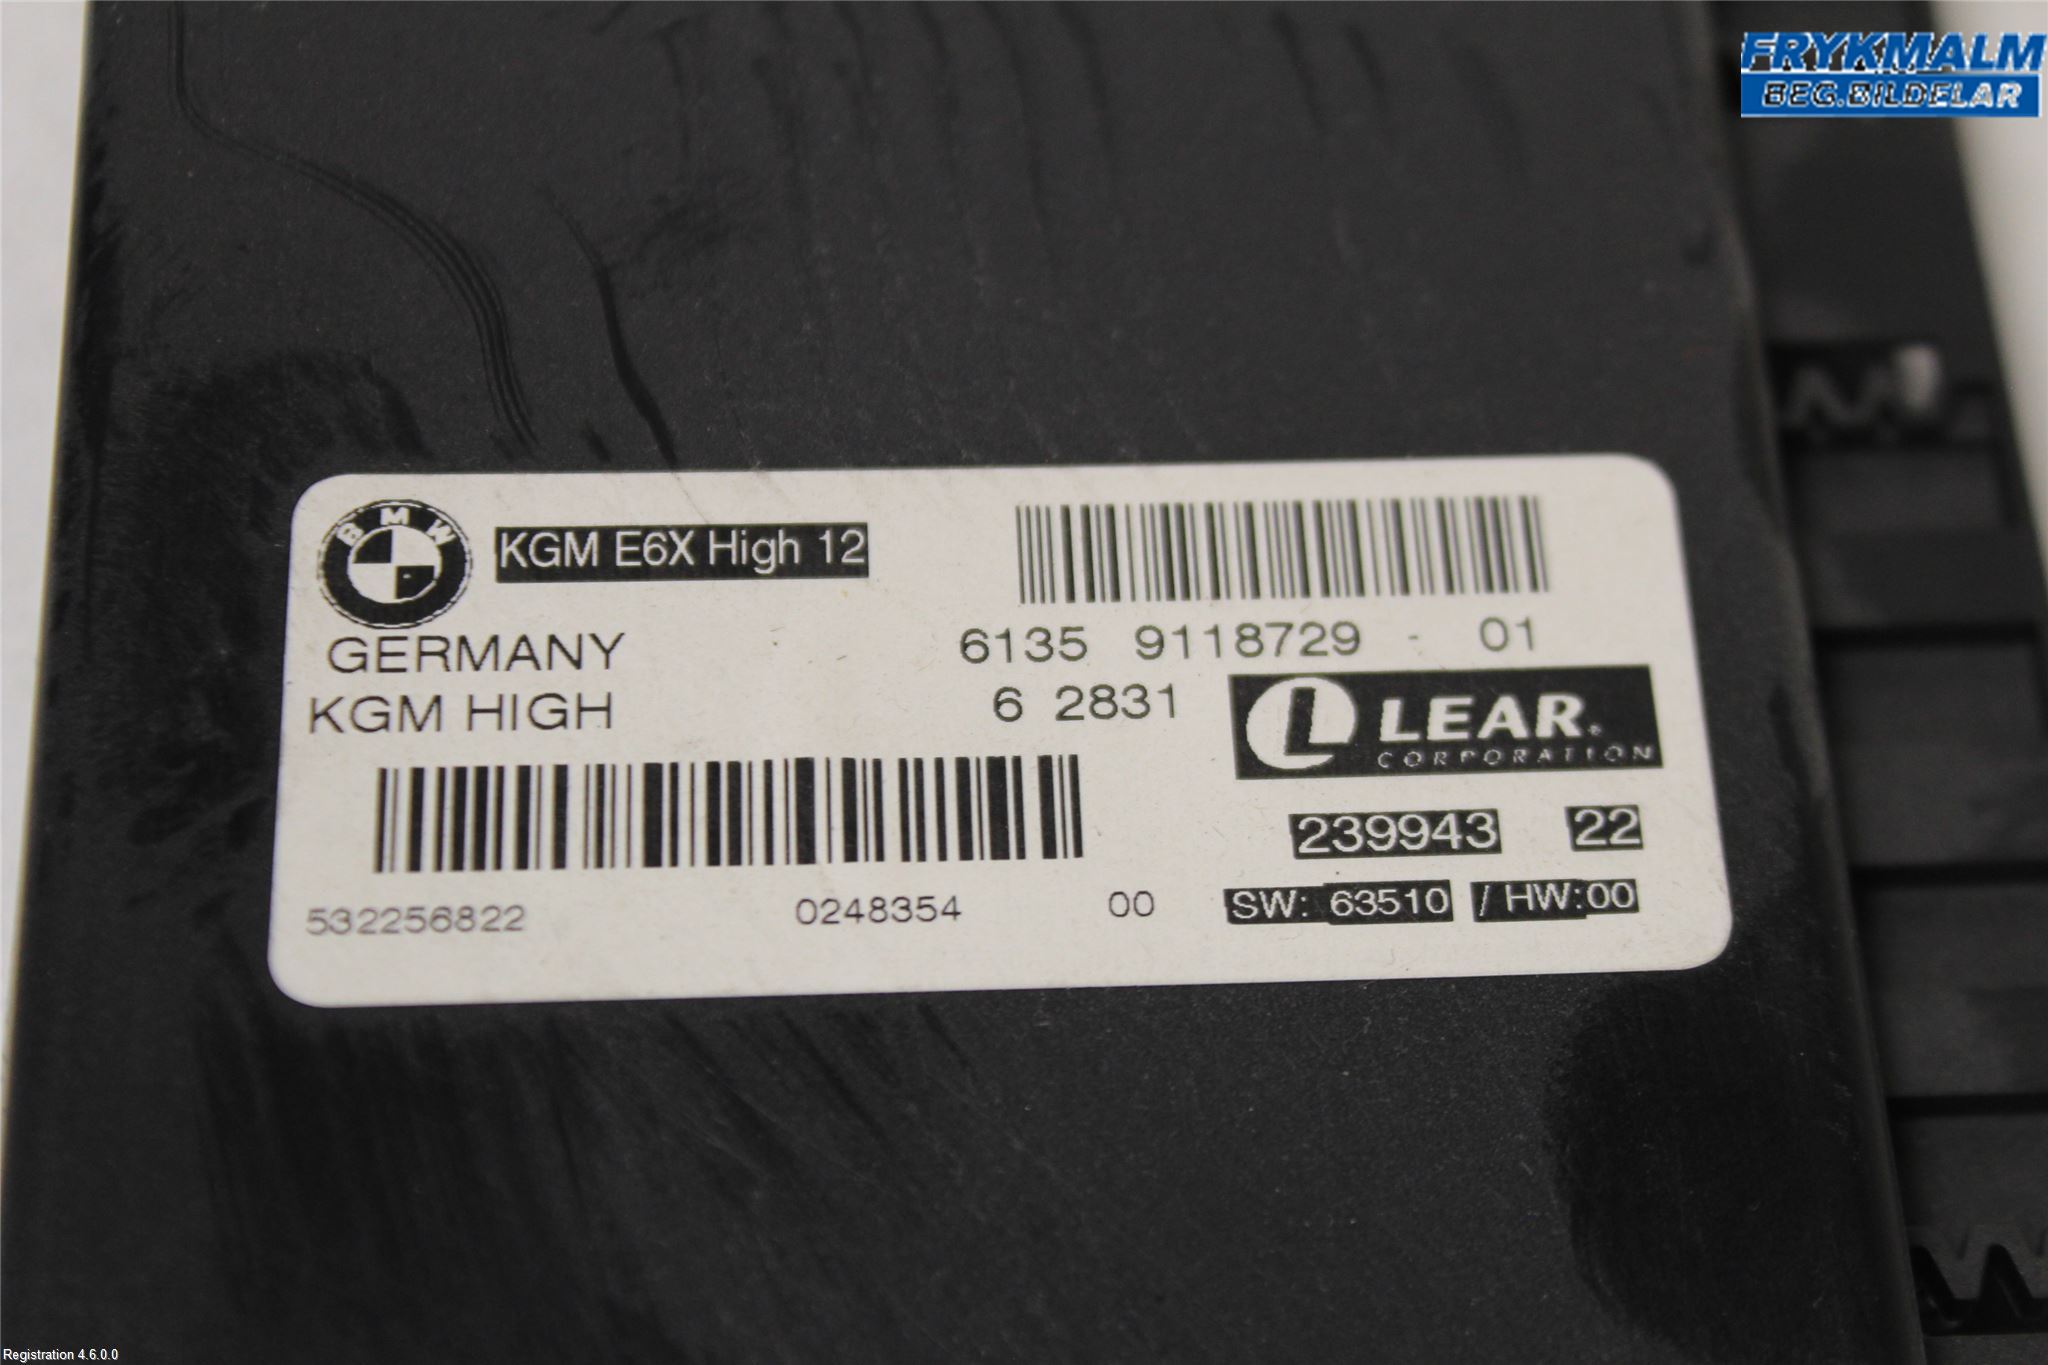 FRYKMALM
BEG.BILDELAR
BMW
KGM E6X High 12
GERMANY
6135 9118729 - 01
KGM HIGH
6 2831
L LEAR.
CORPORATION
239943 22
532256822 0248354 00
SW: 63510 / HW:00
Registration 4.6.0.0